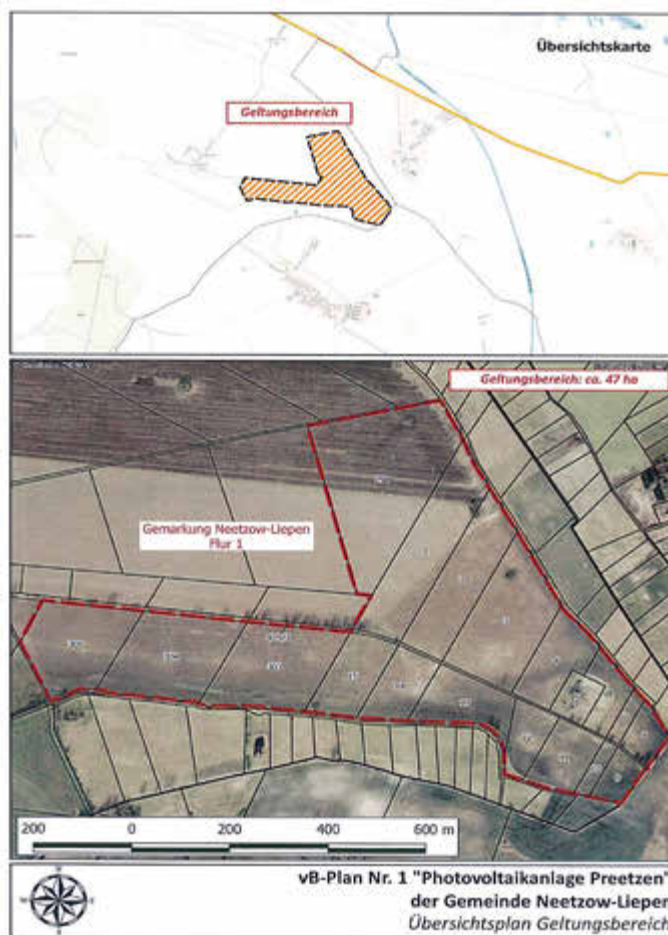 Übersichtskarte
Geltungsbereich
Geltungsbereich: ca. 47 ha
Gemarkung Neetzow-Liepen
Flur 1
200 0 200 400 600 m
vB-Plan Nr. 1 "Photovoltaikanlage Preetzen"
der Gemeinde Neetzow-Liepen
Übersichtsplan Geltungsbereich